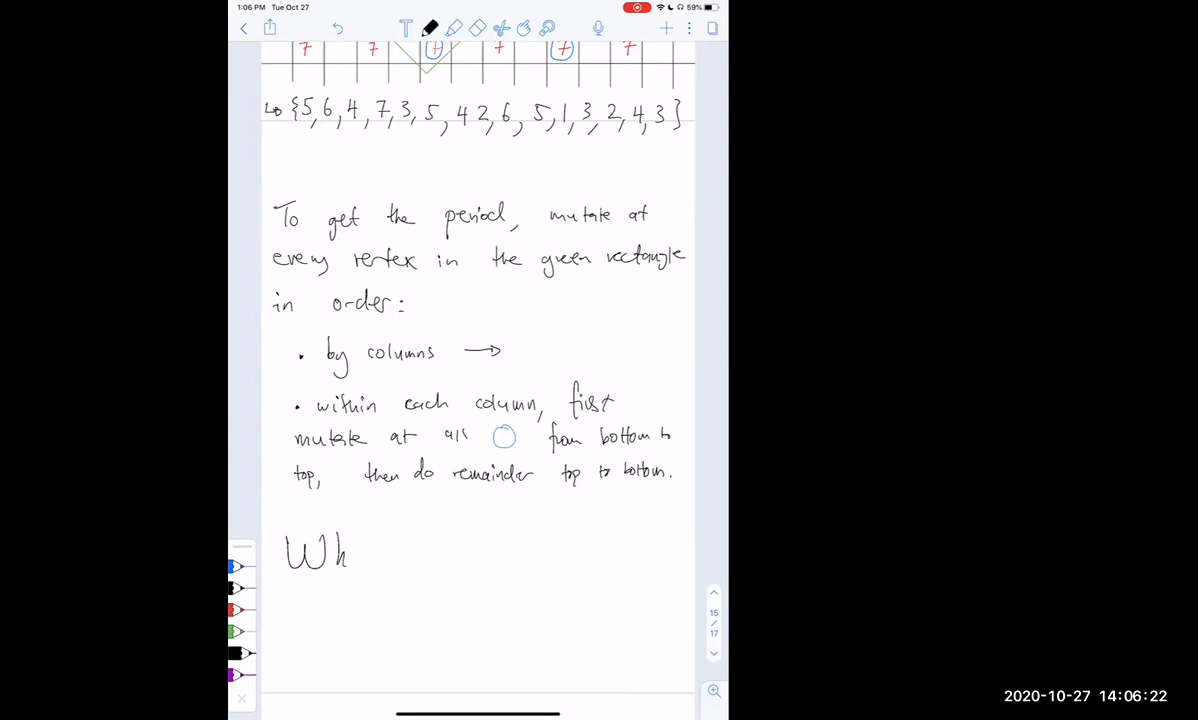 1:06 PM Tue Oct 27
59%
7 7 7 7 7 7
↳ {5, 6, 4, 7, 3, 5, 4 2, 6, 5, 1, 3, 2, 4, 3}
To get the period, mutate at
every vertex in the green rectangle
in order:
• by columns →
• within each column, first
mutate at all ○ from bottom to
top, then do remainder top to bottom.
Wh
15
/
17
2020-10-27 14:06:22